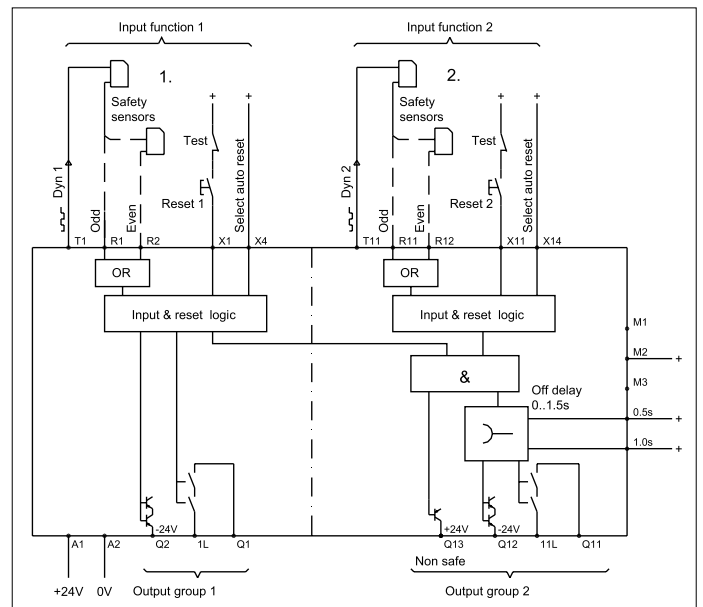 Input function 1
Input function 2
1.
2.
+ +
+ +
Safety
sensors
Safety
sensors
Test
Test
Dyn 1
Odd
Even
Reset 1
Select auto reset
Dyn 2
Odd
Even
Reset 2
Select auto reset
T1 R1 R2 X1 X4
T11 R11 R12 X11 X14
OR
OR
Input & reset logic
Input & reset logic
M1
M2 +
&
M3
Off delay
0..1.5s
0.5s +
1.0s +
-24V
+24V
-24V
A1 A2 Q2 1L Q1
Q13 Q12 11L Q11
Non safe
+24V 0V
Output group 1
Output group 2